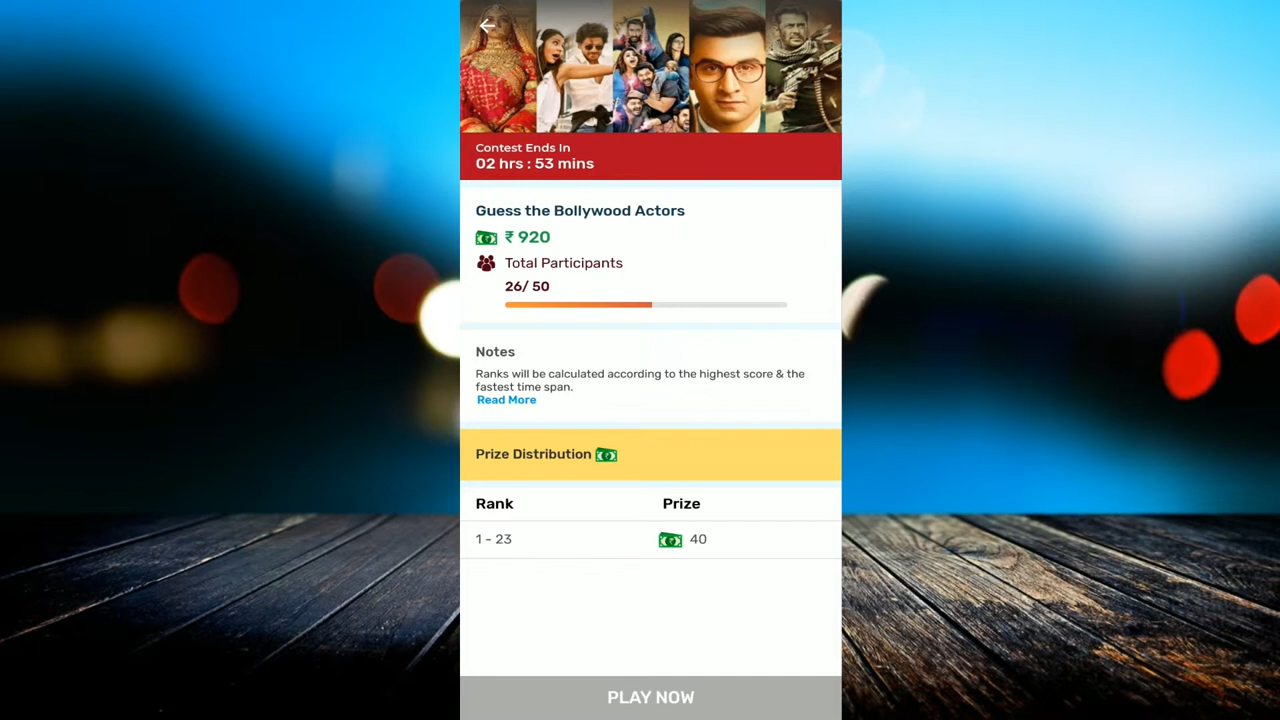 Contest Ends In
02 hrs : 53 mins
Guess the Bollywood Actors
₹ 920
Total Participants
26/ 50
Notes
Ranks will be calculated according to the highest score & the
fastest time span.
Read More
Prize Distribution
Rank Prize
1 - 23 40
PLAY NOW